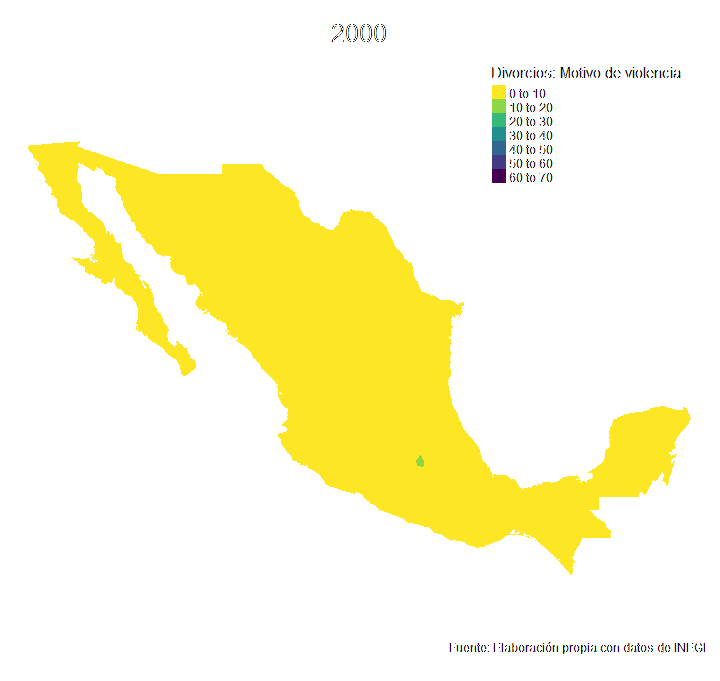 2000
Divorcios: Motivo de violencia
0 to 10
10 to 20
20 to 30
30 to 40
40 to 50
50 to 60
60 to 70
Fuente: Elaboración propia con datos de INEGI